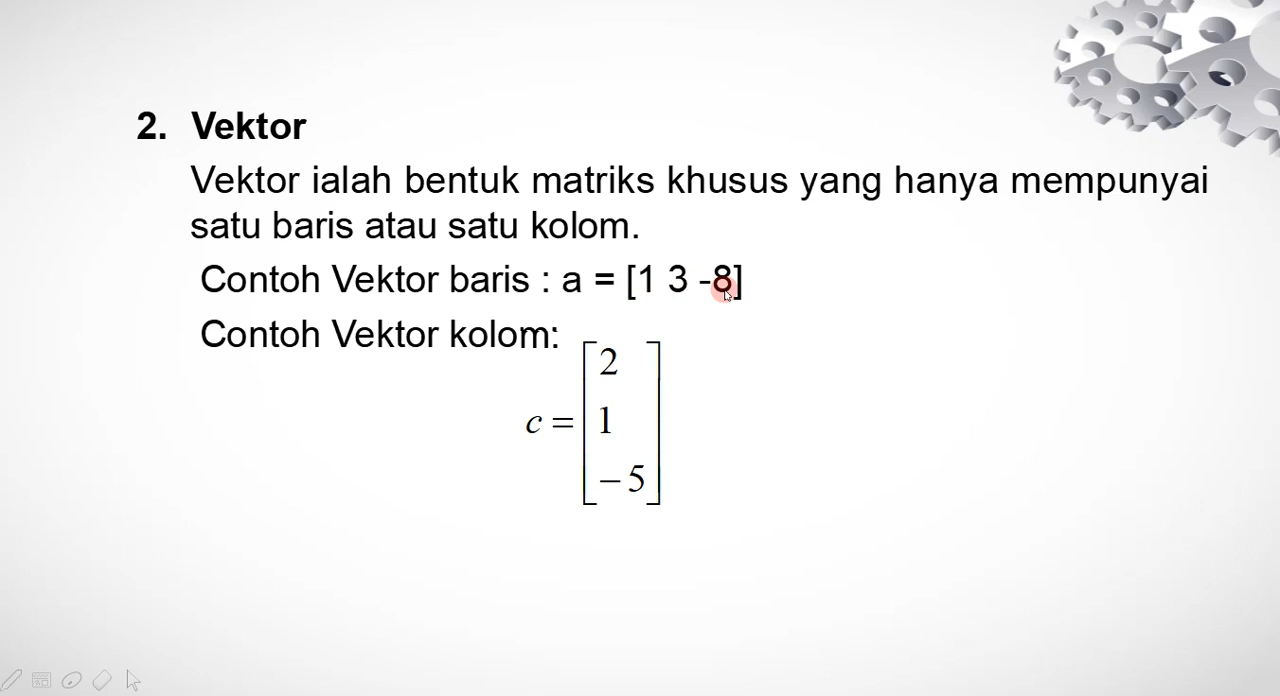 2. Vektor
Vektor ialah bentuk matriks khusus yang hanya mempunyai
satu baris atau satu kolom.
Contoh Vektor baris : a = [1 3 -8]
Contoh Vektor kolom:
2
c = 1
−5